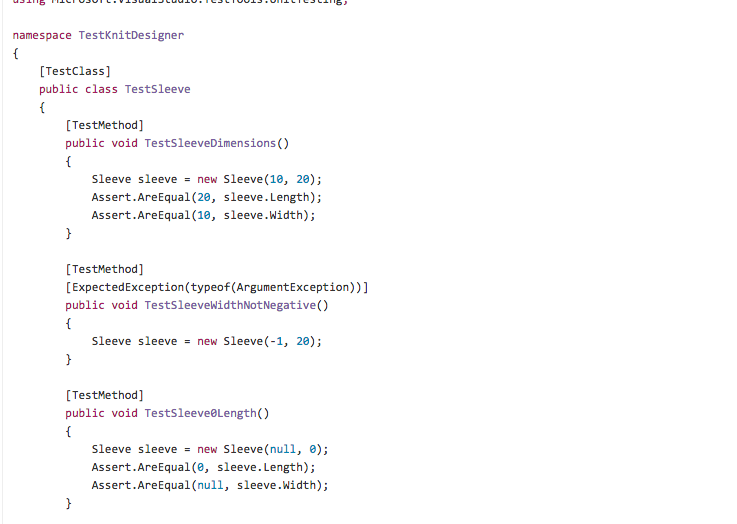 using Microsoft.VisualStudio.TestTools.UnitTesting;
namespace TestKnitDesigner
{
[TestClass]
public class TestSleeve
{
[TestMethod]
public void TestSleeveDimensions()
{
Sleeve sleeve = new Sleeve(10, 20);
Assert.AreEqual(20, sleeve.Length);
Assert.AreEqual(10, sleeve.Width);
}
[TestMethod]
[ExpectedException(typeof(ArgumentException))]
public void TestSleeveWidthNotNegative()
{
Sleeve sleeve = new Sleeve(-1, 20);
}
[TestMethod]
public void TestSleeve0Length()
{
Sleeve sleeve = new Sleeve(null, 0);
Assert.AreEqual(0, sleeve.Length);
Assert.AreEqual(null, sleeve.Width);
}